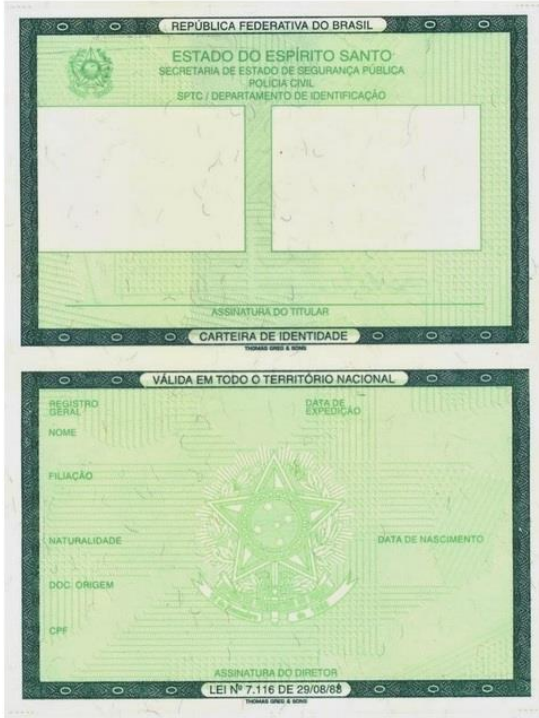 REPÚBLICA FEDERATIVA DO BRASIL
ESTADO DO ESPÍRITO SANTO
SECRETARIA DE ESTADO DE SEGURANÇA PÚBLICA
POLÍCIA CIVIL
SPTC / DEPARTAMENTO DE IDENTIFICAÇÃO
ASSINATURA DO TITULAR
CARTEIRA DE IDENTIDADE
THOMAS GREG & SONS
VÁLIDA EM TODO O TERRITÓRIO NACIONAL
REGISTRO GERAL
DATA DE EXPEDIÇÃO
NOME
FILIAÇÃO
NATURALIDADE
DATA DE NASCIMENTO
DOC. ORIGEM
CPF
ASSINATURA DO DIRETOR
LEI Nº 7.116 DE 29/08/83
THOMAS GREG & SONS